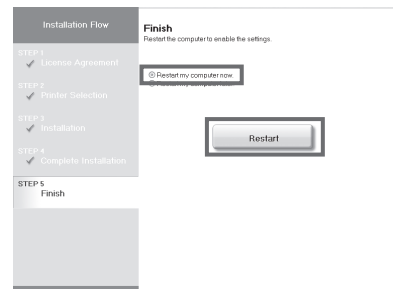 Installation Flow
STEP 1
License Agreement
STEP 2
Printer Selection
STEP 3
Installation
STEP 4
Complete Installation
STEP 5
Finish
Finish
Restart the computer to enable the settings.
Restart my computer now.
Restart